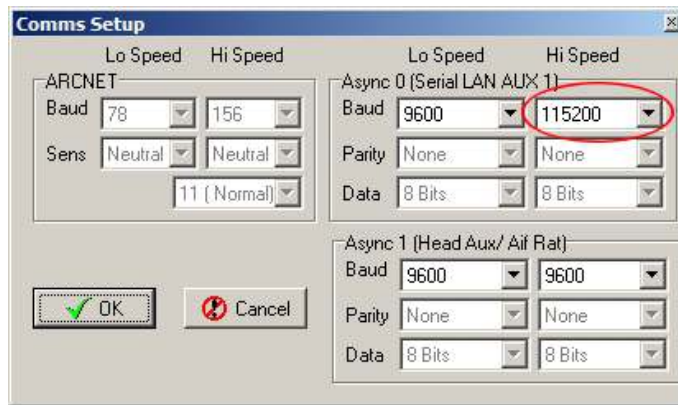 Comms Setup
Lo Speed Hi Speed
ARCNET
Baud 78 156
Sens Neutral Neutral
11 ( Normal)
Lo Speed Hi Speed
Async 0 (Serial LAN AUX 1)
Baud 9600 115200
Parity None None
Data 8 Bits 8 Bits
Async 1 (Head Aux/ Aif Rat)
Baud 9600 9600
Parity None None
Data 8 Bits 8 Bits
OK Cancel